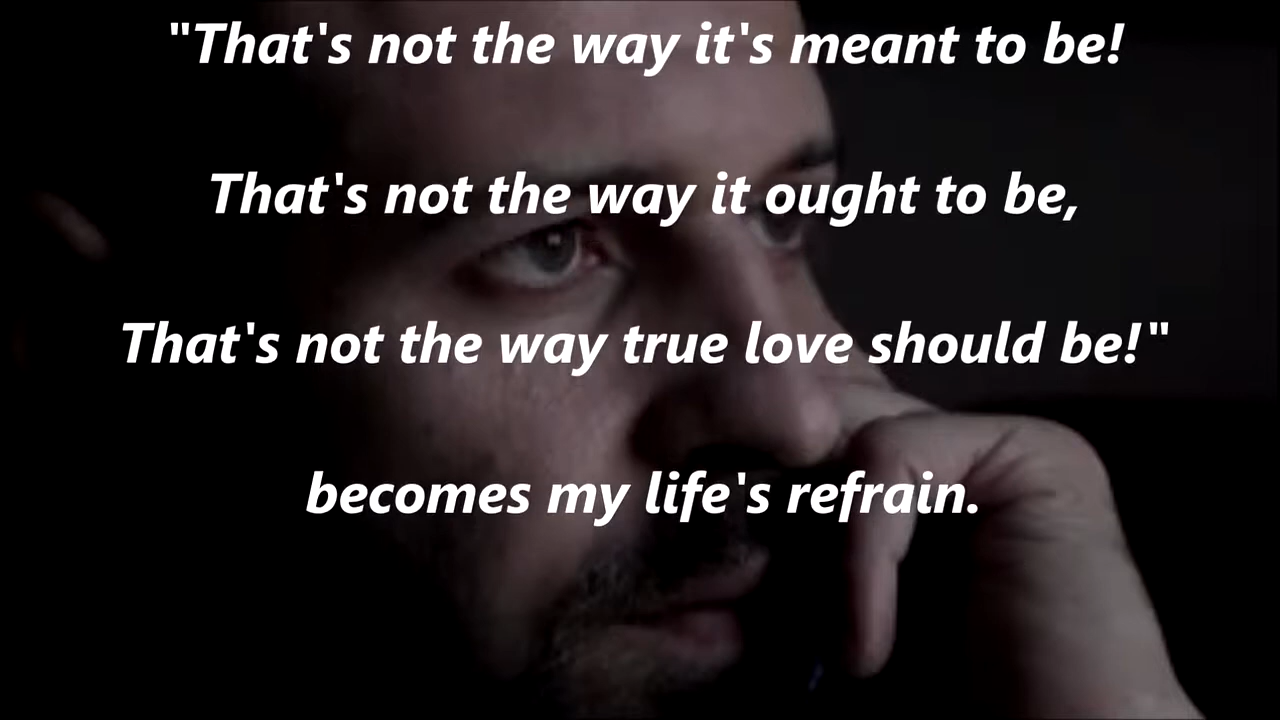 "That's not the way it's meant to be!
That's not the way it ought to be,
That's not the way true love should be!"
becomes my life's refrain.